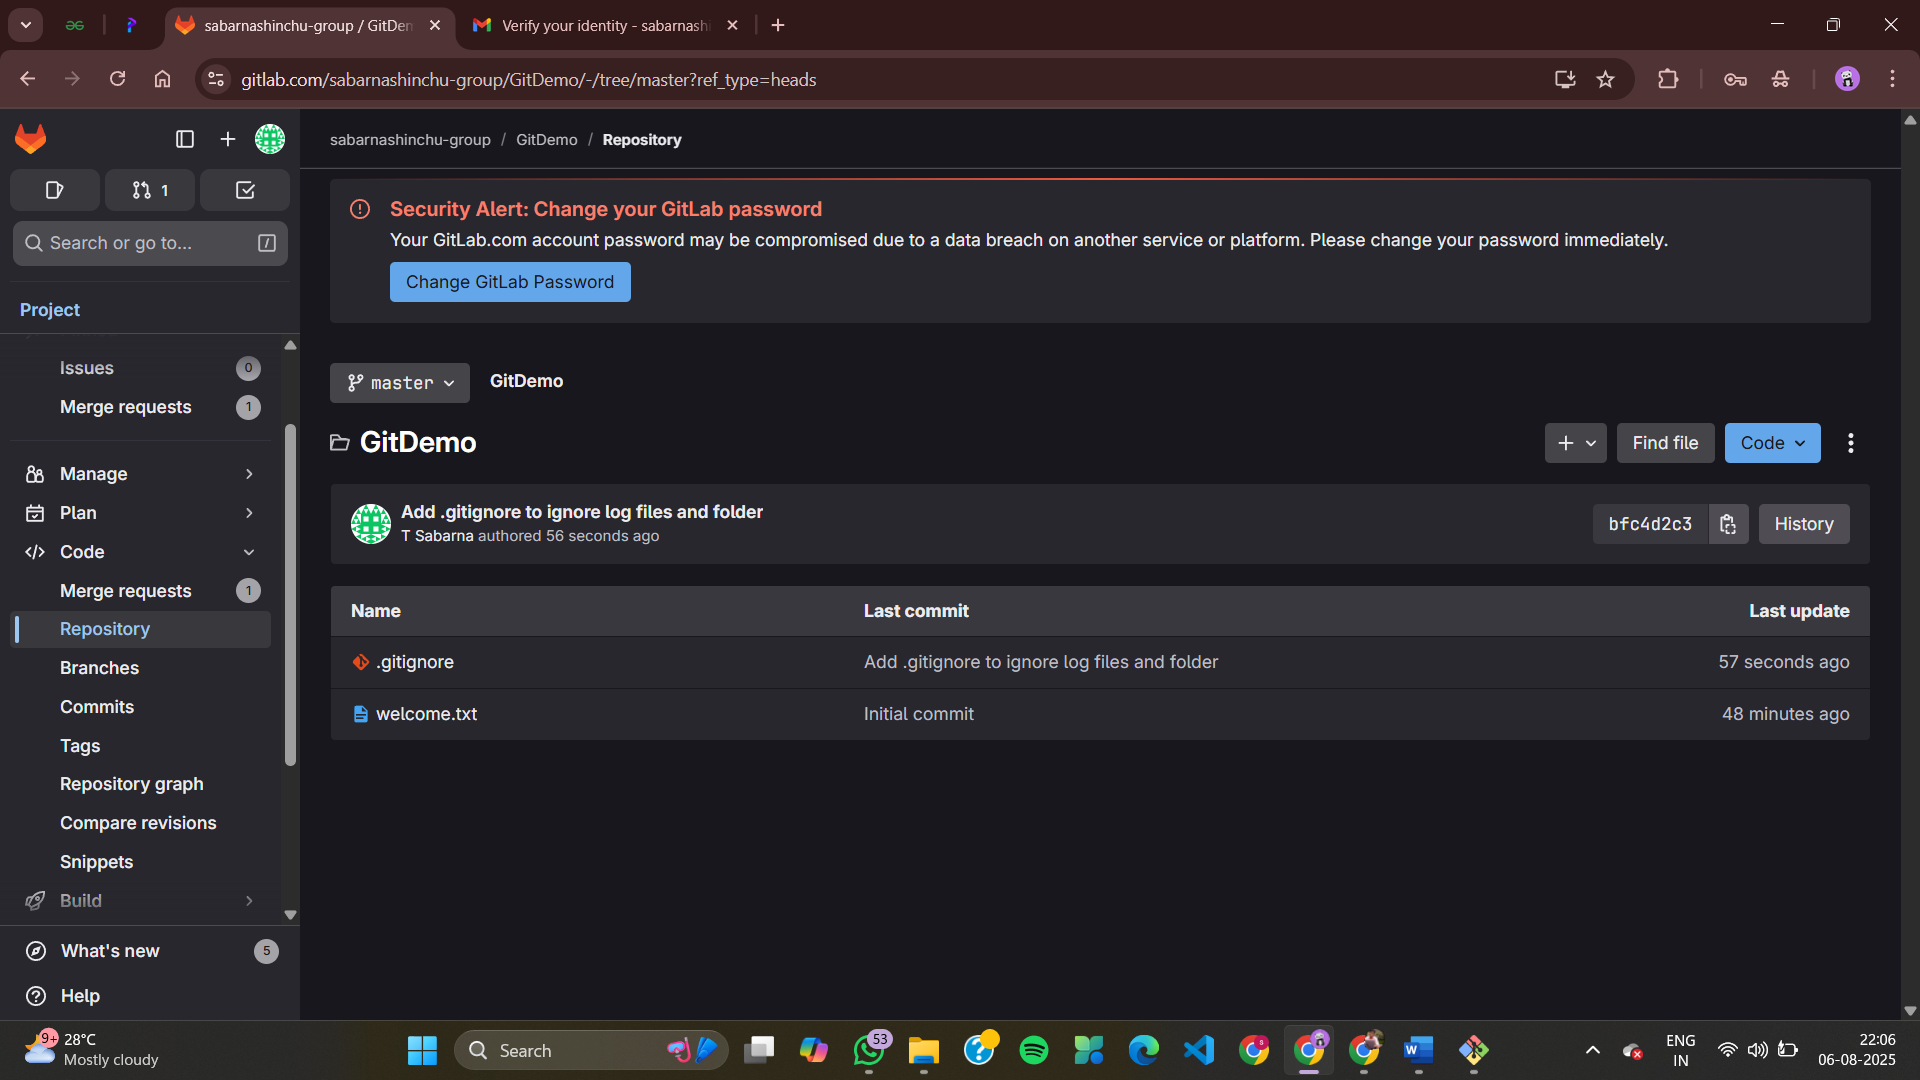 sabarnashinchu-group / GitDem
Verify your identity - sabarnash
gitlab.com/sabarnashinchu-group/GitDemo/-/tree/master?ref_type=heads
sabarnashinchu-group / GitDemo / Repository
1
Search or go to... /
Project
Issues 0
Merge requests 1
Manage
Plan
Code
Merge requests 1
Repository
Branches
Commits
Tags
Repository graph
Compare revisions
Snippets
Build
What's new 5
Help
Security Alert: Change your GitLab password
Your GitLab.com account password may be compromised due to a data breach on another service or platform. Please change your password immediately.
Change GitLab Password
master GitDemo
GitDemo
Find file Code
Add .gitignore to ignore log files and folder
T Sabarna authored 56 seconds ago
bfc4d2c3 History
Name Last commit Last update
.gitignore Add .gitignore to ignore log files and folder 57 seconds ago
welcome.txt Initial commit 48 minutes ago
9+ 28°C
Mostly cloudy
Search
53
ENG
IN
22:06
06-08-2025